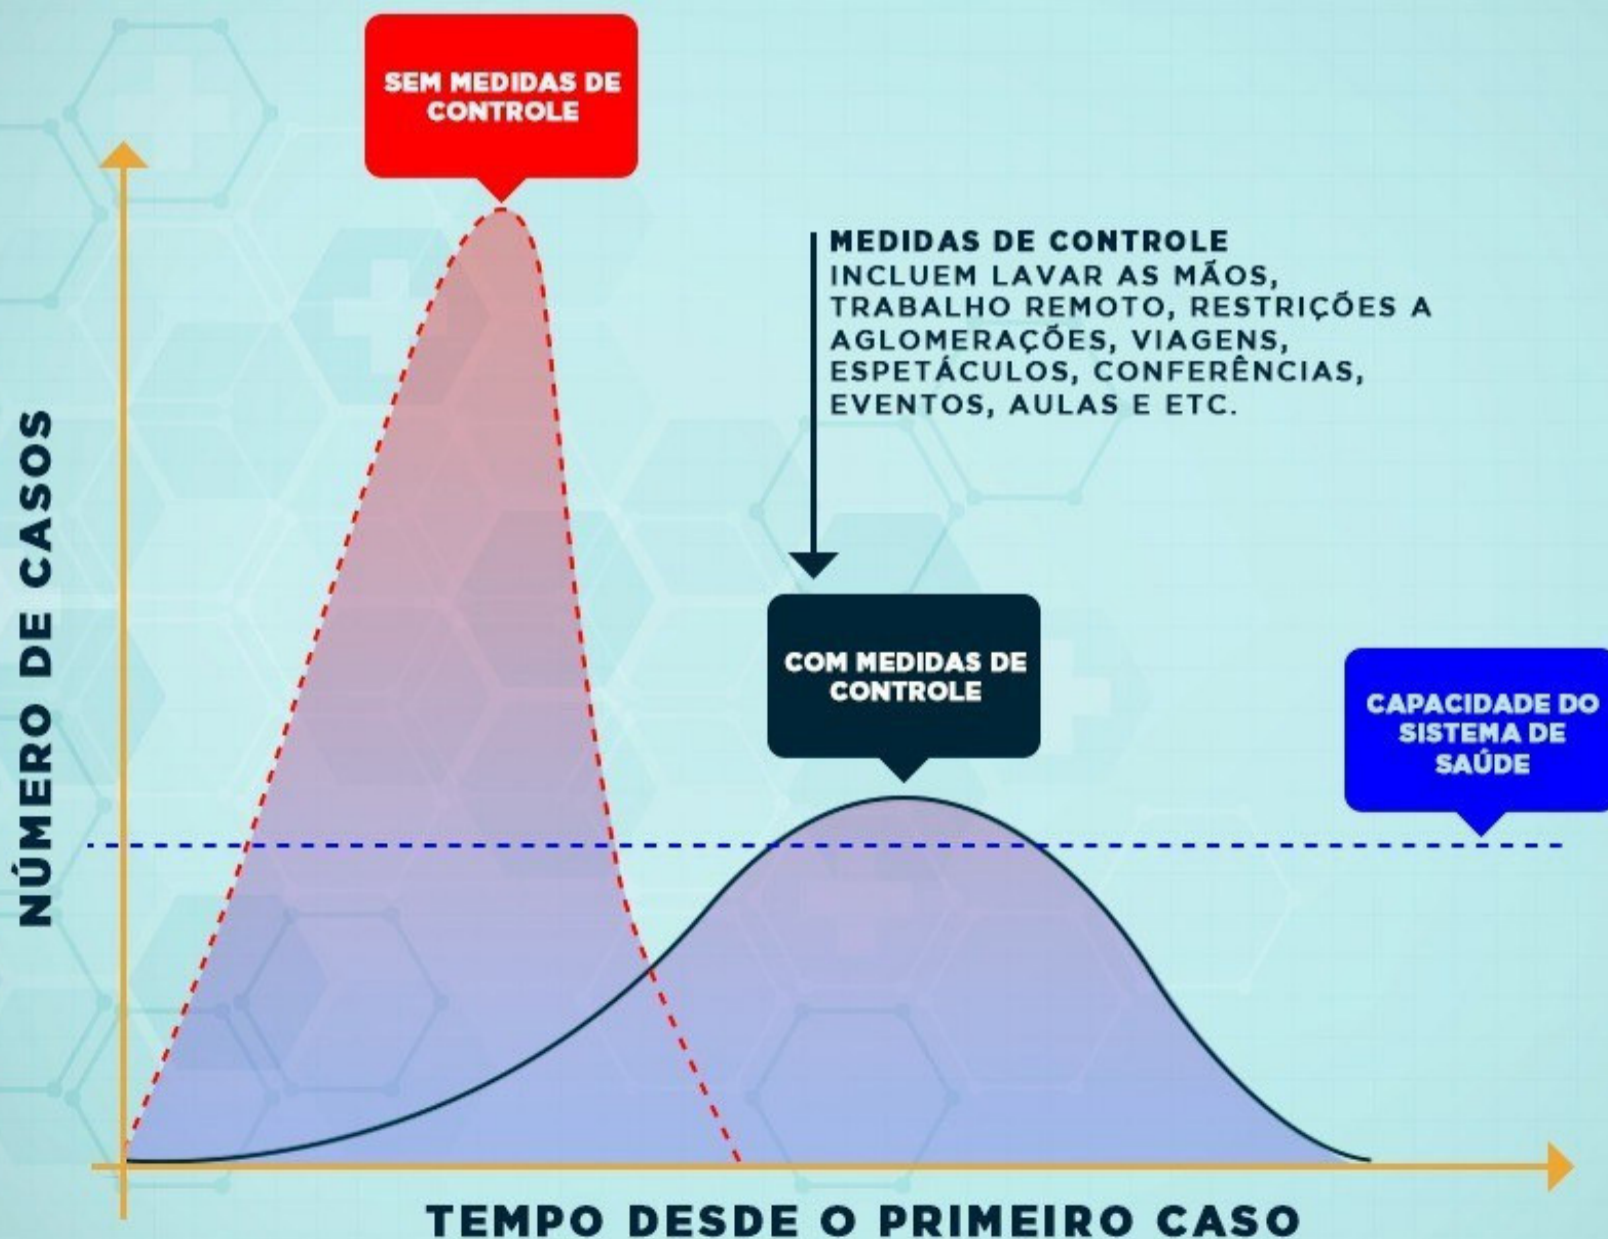 SEM MEDIDAS DE
CONTROLE
MEDIDAS DE CONTROLE
INCLUEM LAVAR AS MÃOS,
TRABALHO REMOTO, RESTRIÇÕES A
AGLOMERAÇÕES, VIAGENS,
ESPETÁCULOS, CONFERÊNCIAS,
EVENTOS, AULAS E ETC.
NÚMERO DE CASOS
COM MEDIDAS DE
CONTROLE
CAPACIDADE DO
SISTEMA DE
SAÚDE
TEMPO DESDE O PRIMEIRO CASO